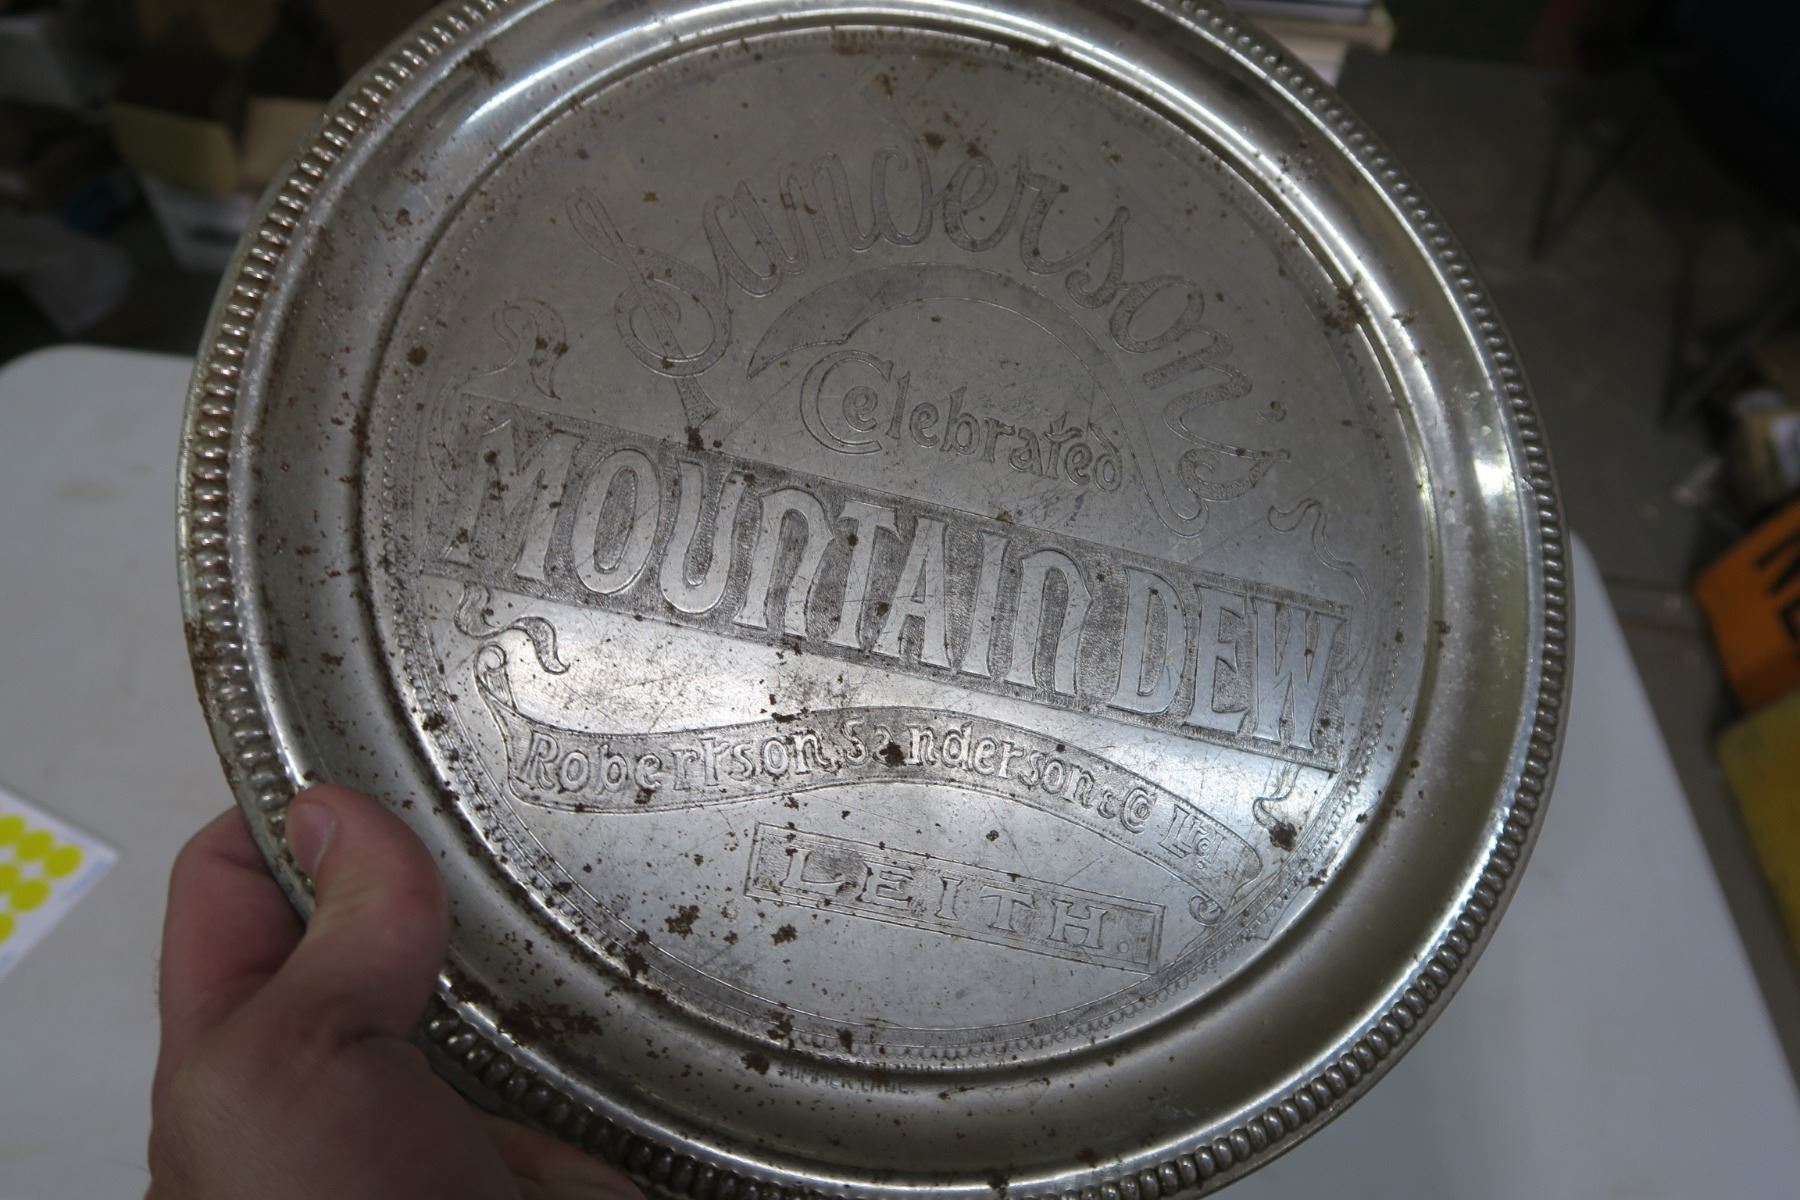 Sanderson's
Celebrated
MOUNTAIN DEW
Robertson, Sanderson & Co Ltd
LEITH.